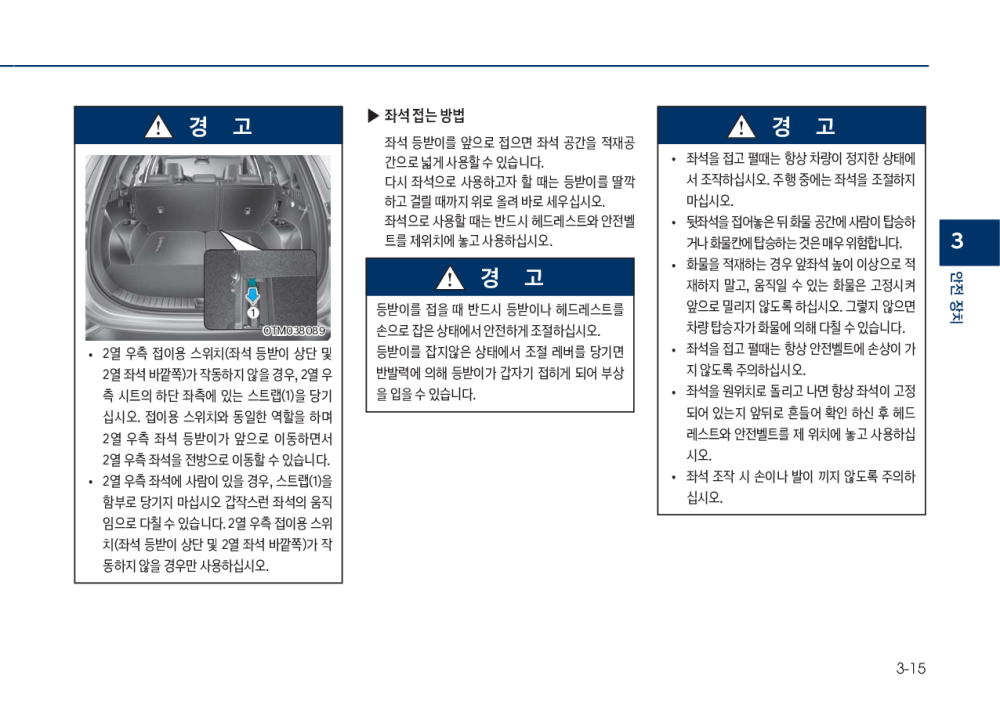 경 고
1
OTM038089
• 2열 우측 접이용 스위치(좌석 등받이 상단 및
2열 좌석 바깥쪽)가 작동하지 않을 경우, 2열 우
측 시트의 하단 좌측에 있는 스트랩(1)을 당기
십시오. 접이용 스위치와 동일한 역할을 하며
2열 우측 좌석 등받이가 앞으로 이동하면서
2열 우측 좌석을 전방으로 이동할 수 있습니다.
• 2열 우측 좌석에 사람이 있을 경우, 스트랩(1)을
함부로 당기지 마십시오 갑작스런 좌석의 움직
임으로 다칠 수 있습니다. 2열 우측 접이용 스위
치(좌석 등받이 상단 및 2열 좌석 바깥쪽)가 작
동하지 않을 경우만 사용하십시오.
▶ 좌석 접는 방법
좌석 등받이를 앞으로 접으면 좌석 공간을 적재공
간으로 넓게 사용할 수 있습니다.
다시 좌석으로 사용하고자 할 때는 등받이를 딸깍
하고 걸릴 때까지 위로 올려 바로 세우십시오.
좌석으로 사용할 때는 반드시 헤드레스트와 안전벨
트를 제위치에 놓고 사용하십시오.
경 고
등받이를 접을 때 반드시 등받이나 헤드레스트를
손으로 잡은 상태에서 안전하게 조절하십시오.
등받이를 잡지않은 상태에서 조절 레버를 당기면
반발력에 의해 등받이가 갑자기 접히게 되어 부상
을 입을 수 있습니다.
경 고
• 좌석을 접고 펼때는 항상 차량이 정지한 상태에
서 조작하십시오. 주행 중에는 좌석을 조절하지
마십시오.
• 뒷좌석을 접어놓은 뒤 화물 공간에 사람이 탑승하
거나 화물칸에 탑승하는 것은 매우 위험합니다.
• 화물을 적재하는 경우 앞좌석 높이 이상으로 적
재하지 말고, 움직일 수 있는 화물은 고정시켜
앞으로 밀리지 않도록 하십시오. 그렇지 않으면
차량 탑승자가 화물에 의해 다칠 수 있습니다.
• 좌석을 접고 펼때는 항상 안전벨트에 손상이 가
지 않도록 주의하십시오.
• 좌석을 원위치로 돌리고 나면 항상 좌석이 고정
되어 있는지 앞뒤로 흔들어 확인 하신 후 헤드
레스트와 안전벨트를 제 위치에 놓고 사용하십
시오.
• 좌석 조작 시 손이나 발이 끼지 않도록 주의하
십시오.
3
안전 장치
3-15